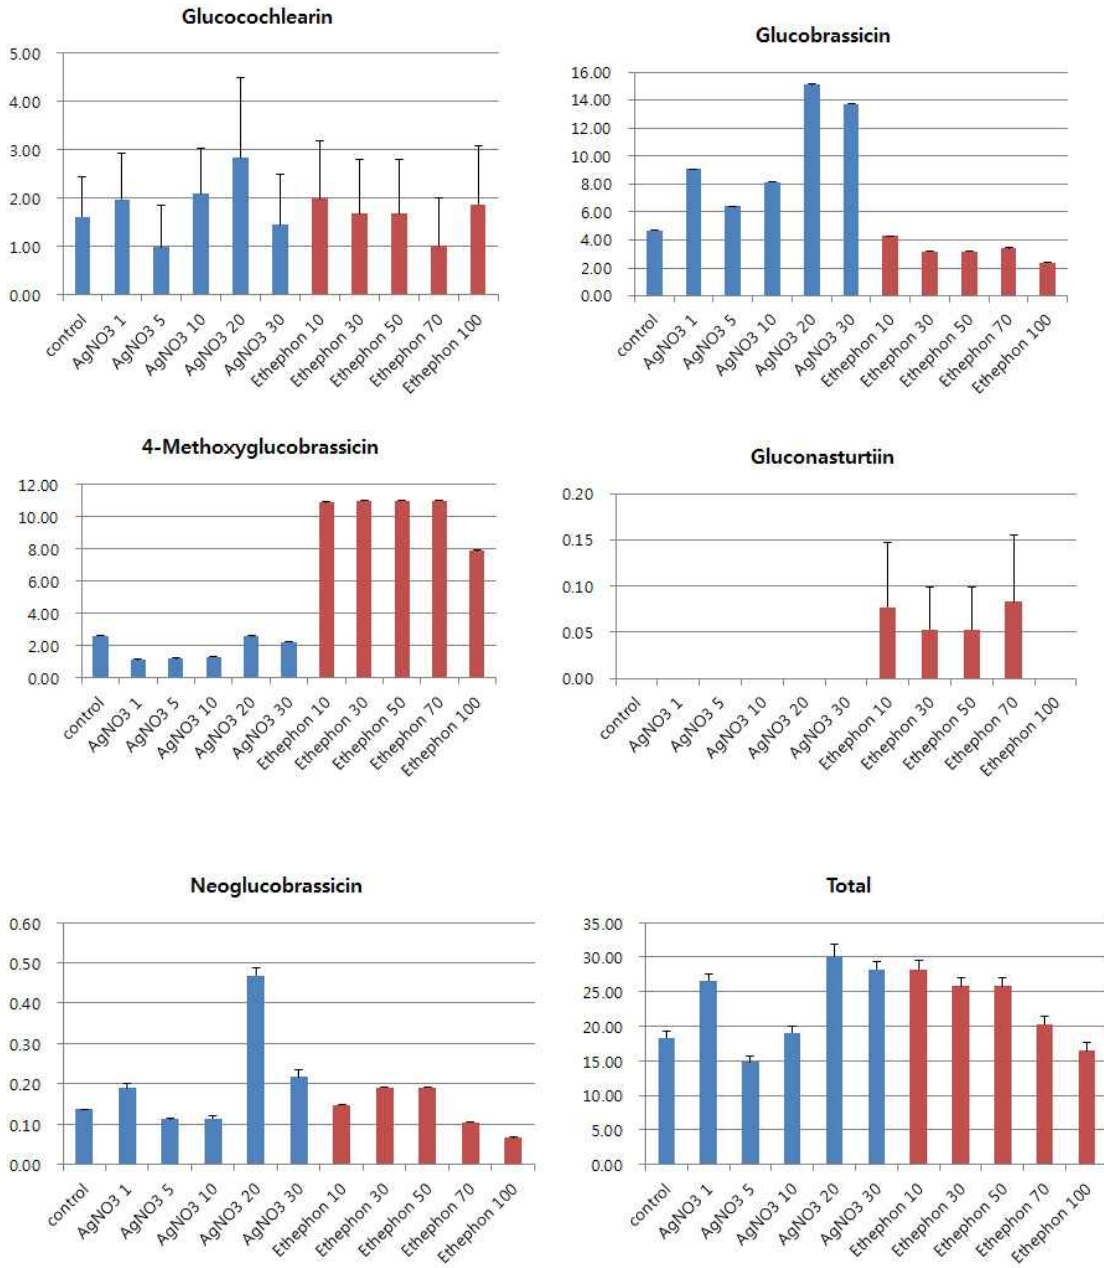 Glucocochlearin
5.00
4.00
3.00
2.00
1.00
0.00
control
AgNO3 1
AgNO3 5
AgNO3 10
AgNO3 20
AgNO3 30
Ethephon 10
Ethephon 30
Ethephon 50
Ethephon 70
Ethephon 100
Glucobrassicin
16.00
14.00
12.00
10.00
8.00
6.00
4.00
2.00
0.00
control
AgNO3 1
AgNO3 5
AgNO3 10
AgNO3 20
AgNO3 30
Ethephon 10
Ethephon 30
Ethephon 50
Ethephon 70
Ethephon 100
4-Methoxyglucobrassicin
12.00
10.00
8.00
6.00
4.00
2.00
0.00
control
AgNO3 1
AgNO3 5
AgNO3 10
AgNO3 20
AgNO3 30
Ethephon 10
Ethephon 30
Ethephon 50
Ethephon 70
Ethephon 100
Gluconasturtiin
0.20
0.15
0.10
0.05
0.00
control
AgNO3 1
AgNO3 5
AgNO3 10
AgNO3 20
AgNO3 30
Ethephon 10
Ethephon 30
Ethephon 50
Ethephon 70
Ethephon 100
Neoglucobrassicin
0.60
0.50
0.40
0.30
0.20
0.10
0.00
control
AgNO3 1
AgNO3 5
AgNO3 10
AgNO3 20
AgNO3 30
Ethephon 10
Ethephon 30
Ethephon 50
Ethephon 70
Ethephon 100
Total
35.00
30.00
25.00
20.00
15.00
10.00
5.00
0.00
control
AgNO3 1
AgNO3 5
AgNO3 10
AgNO3 20
AgNO3 30
Ethephon 10
Ethephon 30
Ethephon 50
Ethephon 70
Ethephon 100